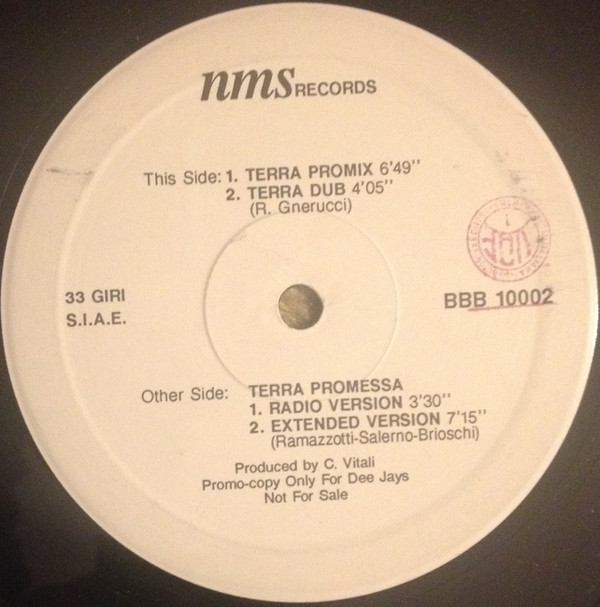 nms RECORDS
This Side: 1. TERRA PROMIX 6'49"
2. TERRA DUB 4'05"
(R. Gnerucci)
33 GIRI
S.I.A.E.
BBB 10002
Other Side: TERRA PROMESSA
1. RADIO VERSION 3'30"
2. EXTENDED VERSION 7'15"
(Ramazzotti-Salerno-Brioschi)
Produced by C. Vitali
Promo-copy Only For Dee Jays
Not For Sale